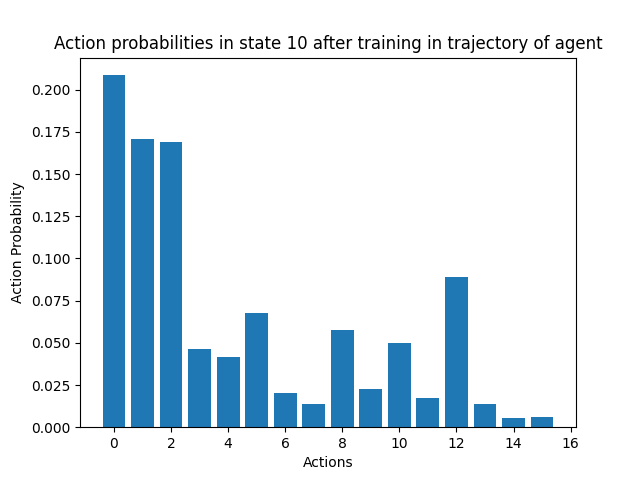 Action probabilities in state 10 after training in trajectory of agent
0.200
0.175
0.150
0.125
0.100
0.075
0.050
0.025
0.000
Action Probability
0 2 4 6 8 10 12 14 16
Actions